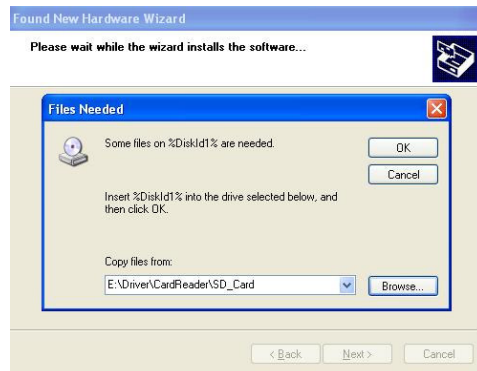 Found New Hardware Wizard
Please wait while the wizard installs the software...
Files Needed
Some files on %DiskId1% are needed.
OK
Cancel
Insert %DiskId1% into the drive selected below, and
then click OK.
Copy files from:
E:\Driver\CardReader\SD_Card
Browse...
< Back
Next >
Cancel